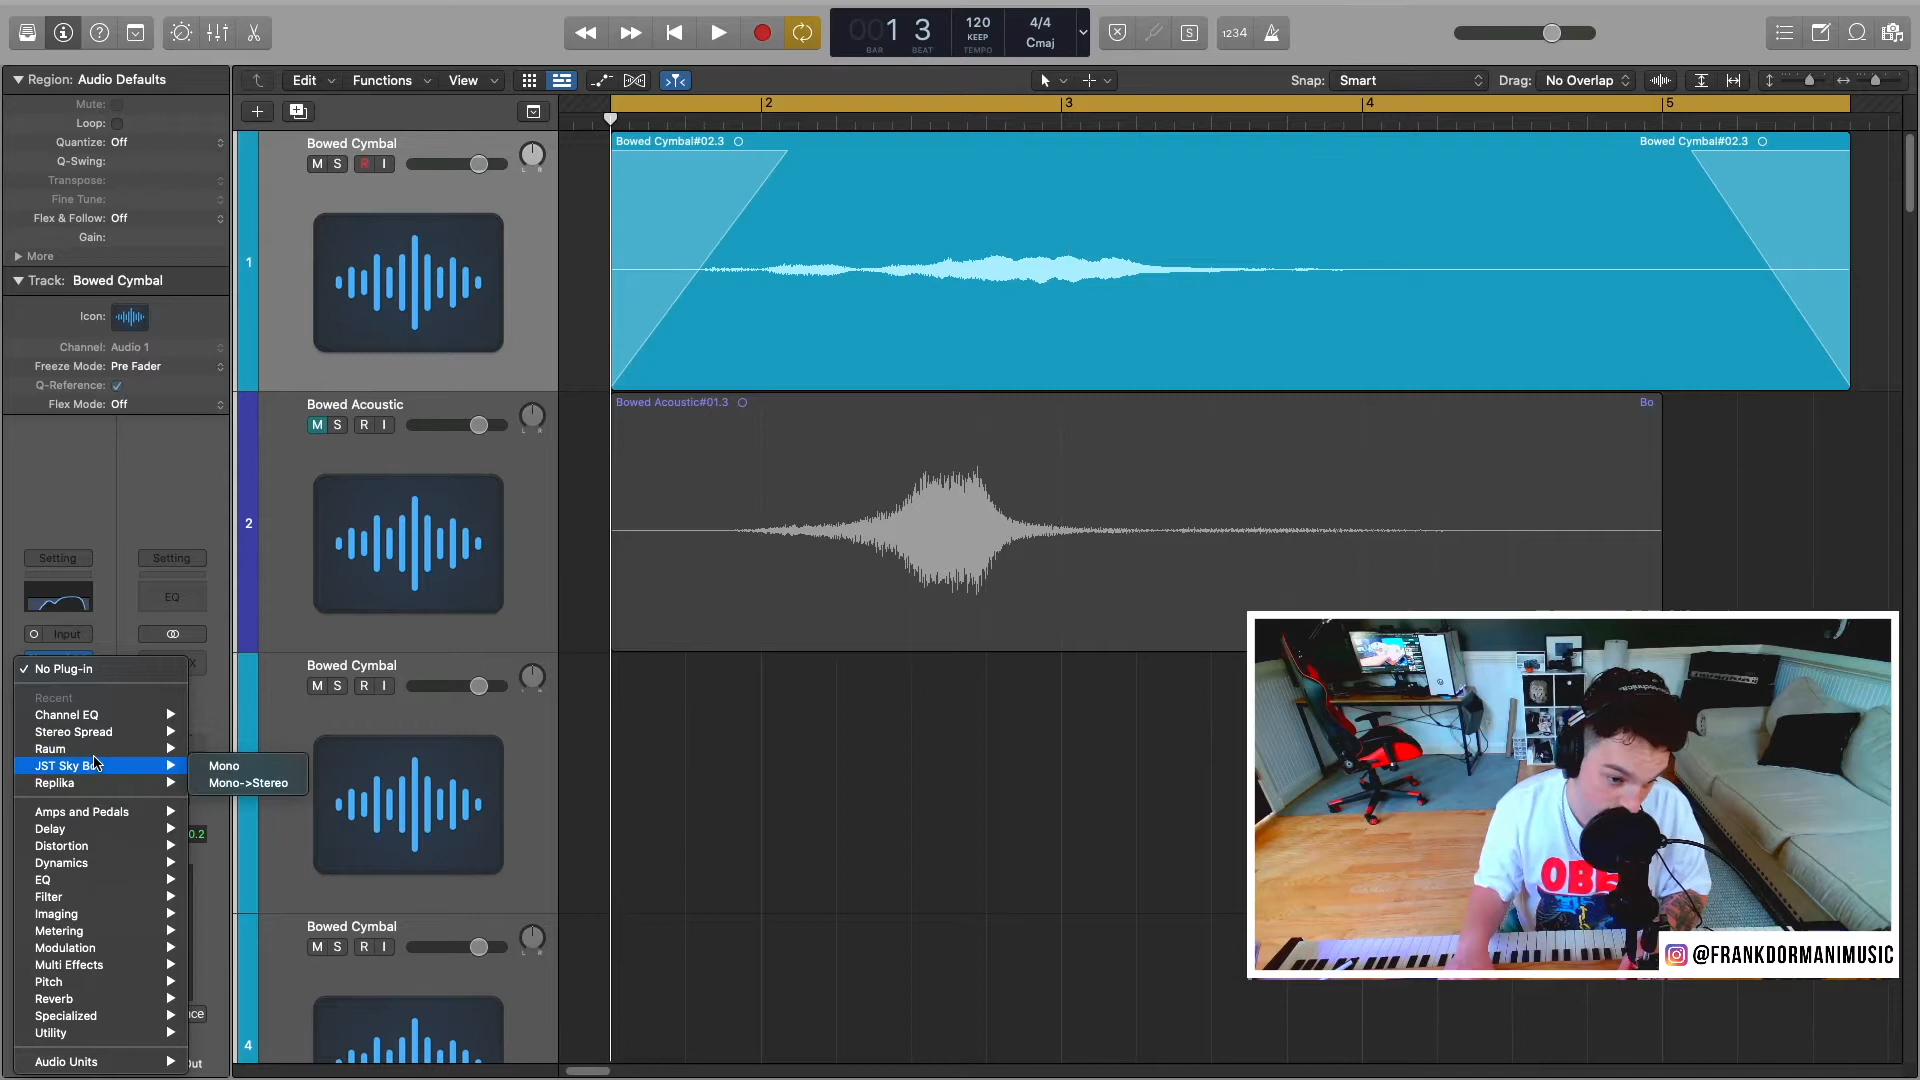 1 3
BAR BEAT
120
KEEP
TEMPO
4/4
Cmaj
S
1234
Region: Audio Defaults
Mute:
Loop:
Quantize: Off
Q-Swing:
Transpose:
Fine Tune:
Flex & Follow: Off
Gain:
More
Track: Bowed Cymbal
Icon:
Channel: Audio 1
Freeze Mode: Pre Fader
Q-Reference:
Flex Mode: Off
Setting Setting
EQ
Input
No Plug-in
Recent
Channel EQ
Stereo Spread
Raum
JST Sky
Replika
Mono
Mono->Stereo
Amps and Pedals
Delay
Distortion
Dynamics
EQ
Filter
Imaging
Metering
Modulation
Multi Effects
Pitch
Reverb
Specialized
Utility
Audio Units
0.2
Edit Functions View
Snap: Smart
Drag: No Overlap
2 3 4 5
1
Bowed Cymbal
M S R I
L R
Bowed Cymbal#02.3 Bowed Cymbal#02.3
2
Bowed Acoustic
M S R I
L R
Bowed Acoustic#01.3 Bo
Bowed Cymbal
M S R I
L R
4
Bowed Cymbal
M S R I
L R
@FRANKDORMANIMUSIC